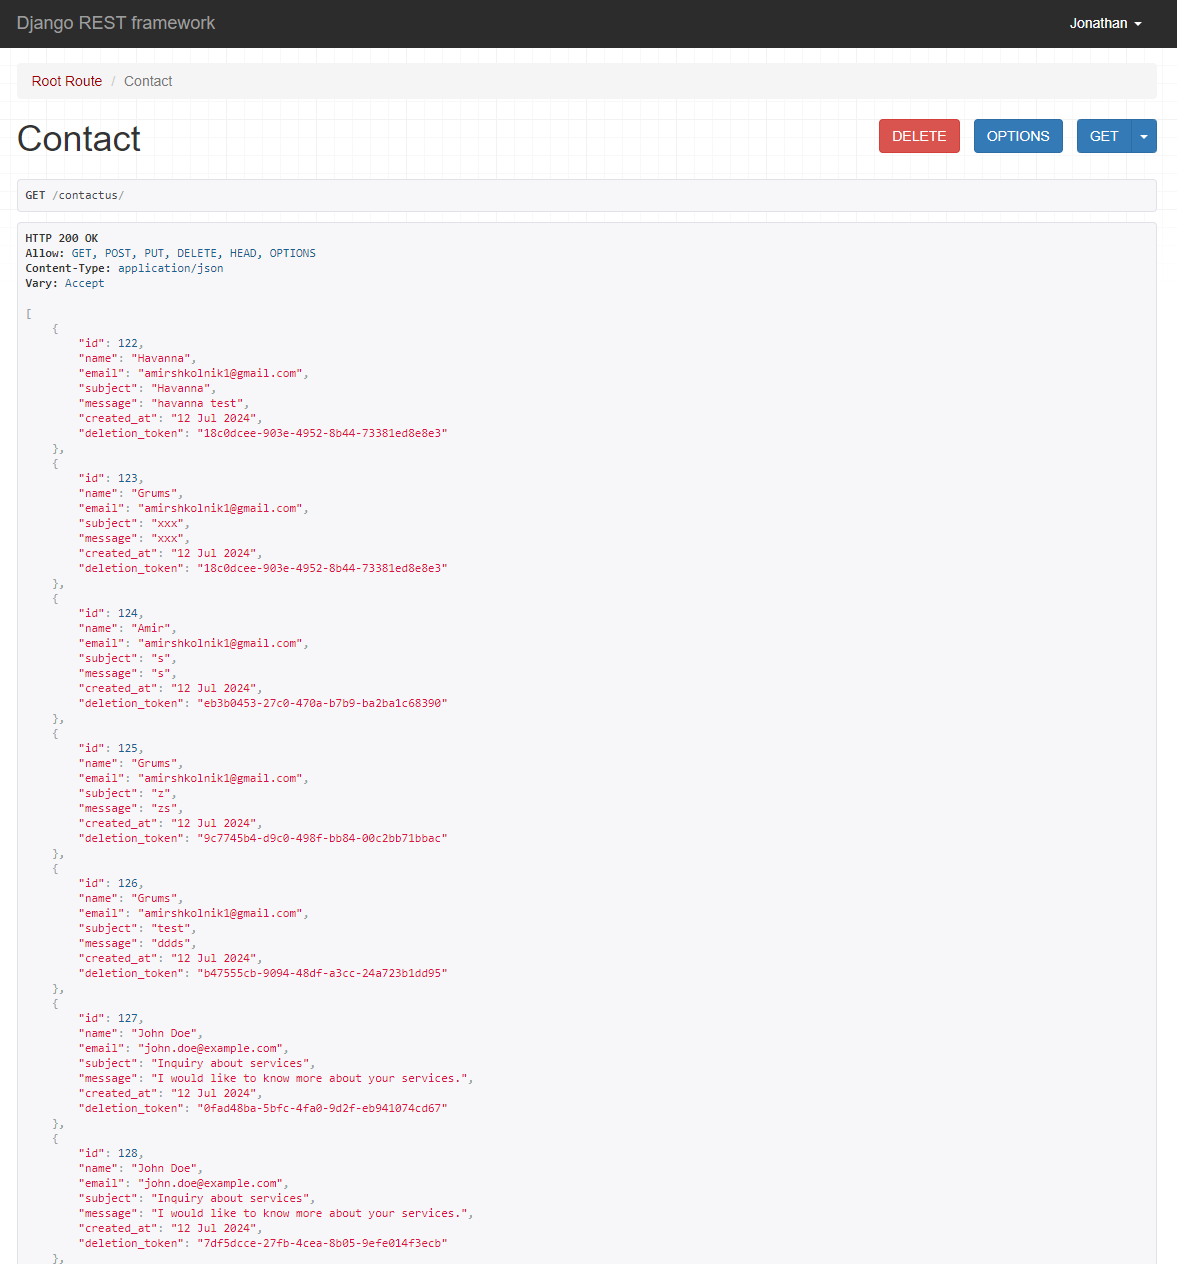 Django REST framework
Jonathan
Root Route / Contact
Contact
DELETE
OPTIONS
GET
GET /contactus/
HTTP 200 OK
Allow: GET, POST, PUT, DELETE, HEAD, OPTIONS
Content-Type: application/json
Vary: Accept
[
{
"id": 122,
"name": "Havanna",
"email": "amirshkolnik1@gmail.com",
"subject": "Havanna",
"message": "havanna test",
"created_at": "12 Jul 2024",
"deletion_token": "18c0dcee-903e-4952-8b44-73381ed8e8e3"
},
{
"id": 123,
"name": "Grums",
"email": "amirshkolnik1@gmail.com",
"subject": "xxx",
"message": "xxx",
"created_at": "12 Jul 2024",
"deletion_token": "18c0dcee-903e-4952-8b44-73381ed8e8e3"
},
{
"id": 124,
"name": "Amir",
"email": "amirshkolnik1@gmail.com",
"subject": "s",
"message": "s",
"created_at": "12 Jul 2024",
"deletion_token": "eb3b0453-27c0-470a-b7b9-ba2ba1c68390"
},
{
"id": 125,
"name": "Grums",
"email": "amirshkolnik1@gmail.com",
"subject": "z",
"message": "zs",
"created_at": "12 Jul 2024",
"deletion_token": "9c7745b4-d9c0-498f-bb84-00c2bb71bbac"
},
{
"id": 126,
"name": "Grums",
"email": "amirshkolnik1@gmail.com",
"subject": "test",
"message": "ddds",
"created_at": "12 Jul 2024",
"deletion_token": "b47555cb-9094-48df-a3cc-24a723b1dd95"
},
{
"id": 127,
"name": "John Doe",
"email": "john.doe@example.com",
"subject": "Inquiry about services",
"message": "I would like to know more about your services.",
"created_at": "12 Jul 2024",
"deletion_token": "0fad48ba-5bfc-4fa0-9d2f-eb941074cd67"
},
{
"id": 128,
"name": "John Doe",
"email": "john.doe@example.com",
"subject": "Inquiry about services",
"message": "I would like to know more about your services.",
"created_at": "12 Jul 2024",
"deletion_token": "7df5dcce-27fb-4cea-8b05-9efe014f3ecb"
},